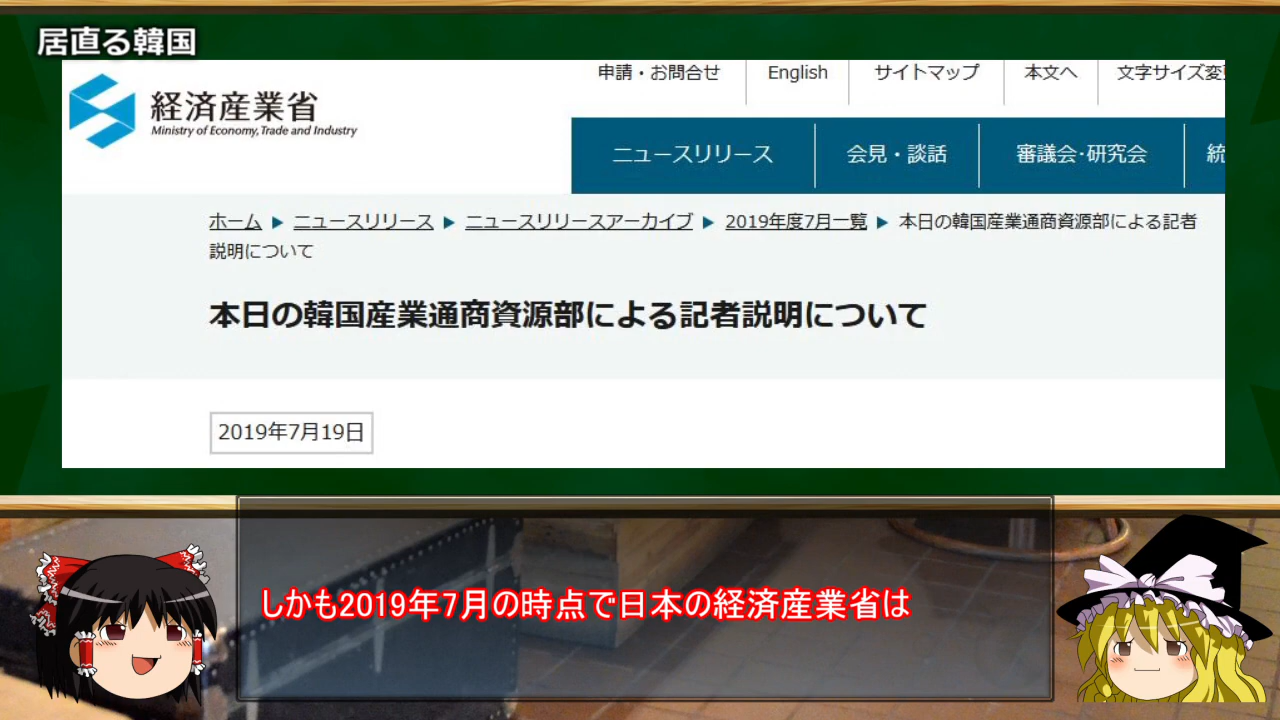 居直る韓国
申請・お問合せ
English
サイトマップ
本文へ
文字サイズ変
経済産業省
Ministry of Economy, Trade and Industry
ニュースリリース
会見・談話
審議会・研究会
統
ホーム ▶ ニュースリリース ▶ ニュースリリースアーカイブ ▶ 2019年度7月一覧 ▶ 本日の韓国産業通商資源部による記者
説明について
本日の韓国産業通商資源部による記者説明について
2019年7月19日
しかも2019年7月の時点で日本の経済産業省は